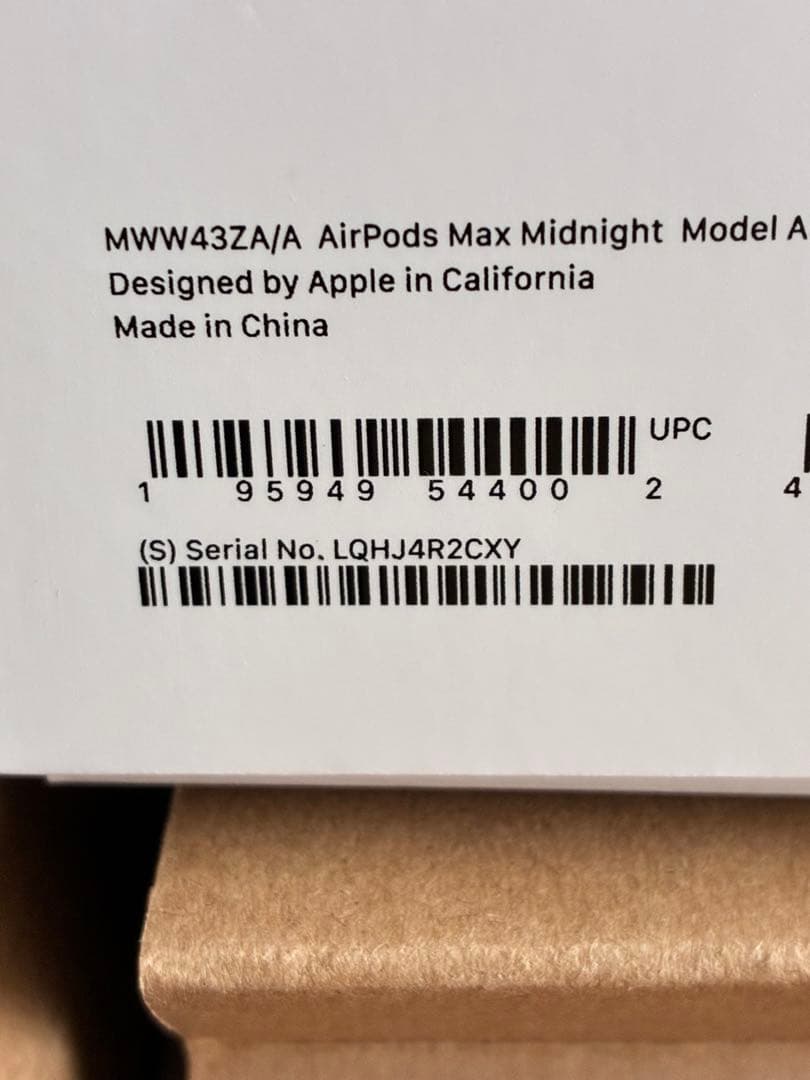 MWW43ZA/A AirPods Max Midnight Model A
Designed by Apple in California
Made in China
UPC
1 95949 54400 2
4
(S) Serial No. LQHJ4R2CXY